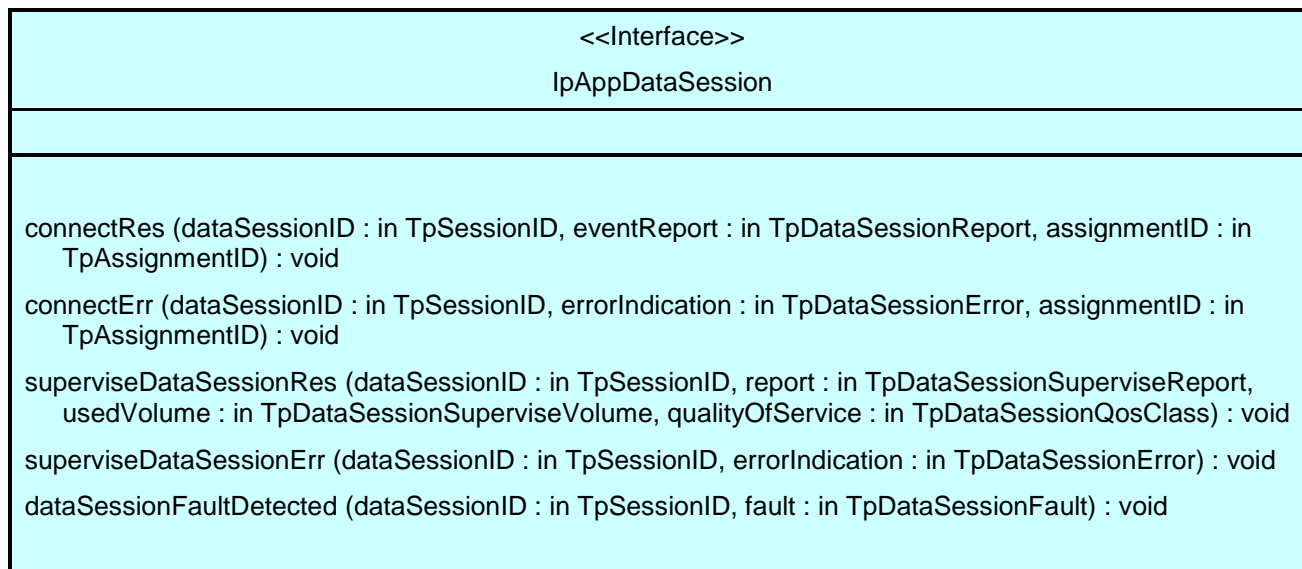 <<Interface>>
IpAppDataSession
connectRes (dataSessionID : in TpSessionID, eventReport : in TpDataSessionReport, assignmentID : in
TpAssignmentID) : void
connectErr (dataSessionID : in TpSessionID, errorIndication : in TpDataSessionError, assignmentID : in
TpAssignmentID) : void
superviseDataSessionRes (dataSessionID : in TpSessionID, report : in TpDataSessionSuperviseReport,
usedVolume : in TpDataSessionSuperviseVolume, qualityOfService : in TpDataSessionQosClass) : void
superviseDataSessionErr (dataSessionID : in TpSessionID, errorIndication : in TpDataSessionError) : void
dataSessionFaultDetected (dataSessionID : in TpSessionID, fault : in TpDataSessionFault) : void